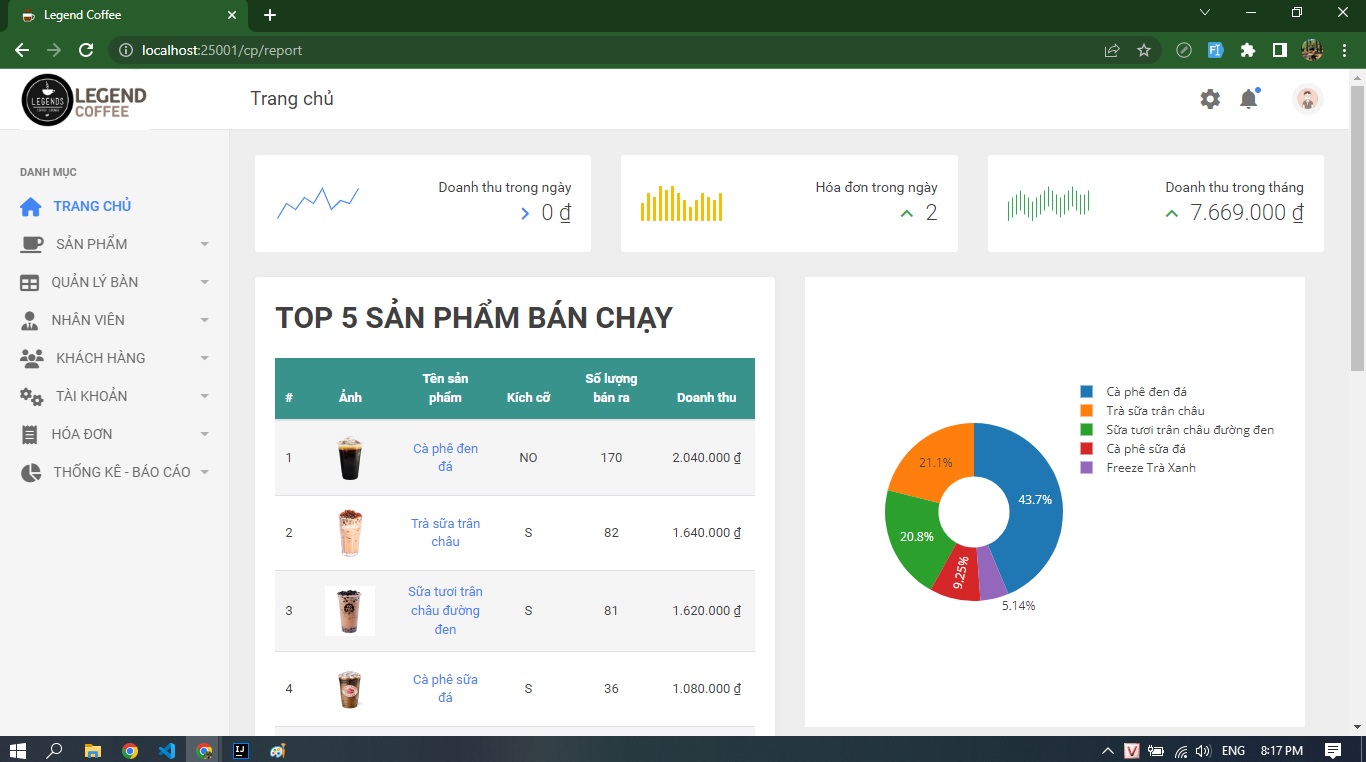 Legend Coffee
localhost:25001/cp/report
LEGENDS
LEGEND
COFFEE
Trang chủ
DANH MỤC
TRANG CHỦ
SẢN PHẨM
QUẢN LÝ BÀN
NHÂN VIÊN
KHÁCH HÀNG
TÀI KHOẢN
HÓA ĐƠN
THỐNG KÊ - BÁO CÁO
Doanh thu trong ngày
0 ₫
Hóa đơn trong ngày
2
Doanh thu trong tháng
7.669.000 ₫
TOP 5 SẢN PHẨM BÁN CHẠY
# Ảnh Tên sản phẩm Kích cỡ Số lượng bán ra Doanh thu
1 Cà phê đen đá NO 170 2.040.000 ₫
2 Trà sữa trân châu S 82 1.640.000 ₫
3 Sữa tươi trân châu đường đen S 81 1.620.000 ₫
4 Cà phê sữa đá S 36 1.080.000 ₫
Cà phê đen đá
Trà sữa trân châu
Sữa tươi trân châu đường đen
Cà phê sữa đá
Freeze Trà Xanh
21.1%
43.7%
20.8%
9.25%
5.14%
ENG
8:17 PM